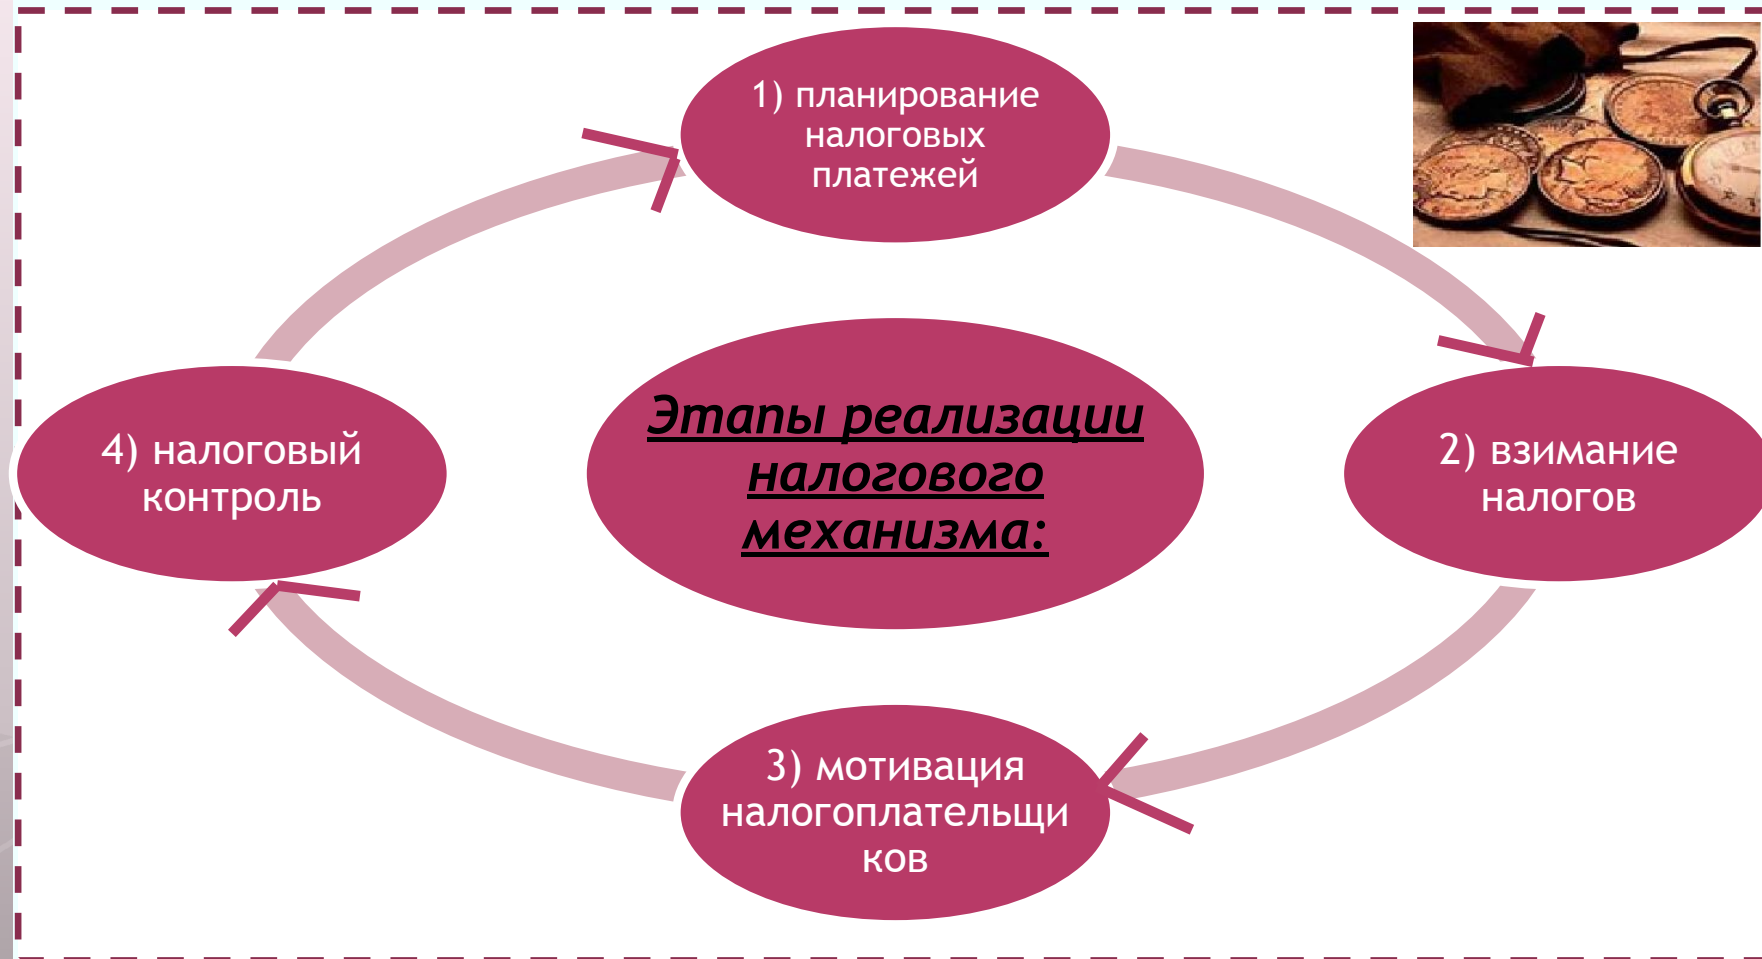 1) планирование
налоговых
платежей
Этапы реализации
налогового
механизма:
2) взимание
налогов
3) мотивация
налогоплательщи
ков
4) налоговый
контроль